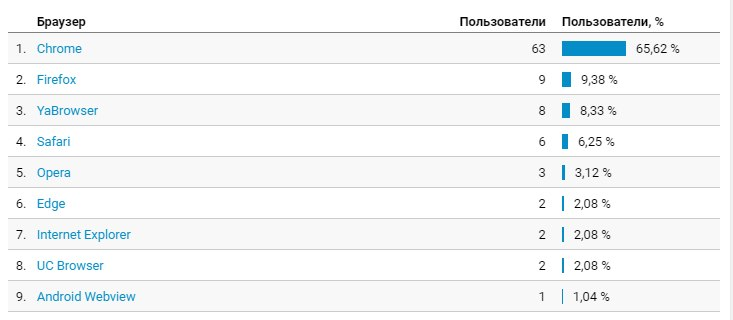 Браузер Пользователи Пользователи, %
1. Chrome 63 65,62 %
2. Firefox 9 9,38 %
3. YaBrowser 8 8,33 %
4. Safari 6 6,25 %
5. Opera 3 3,12 %
6. Edge 2 2,08 %
7. Internet Explorer 2 2,08 %
8. UC Browser 2 2,08 %
9. Android Webview 1 1,04 %